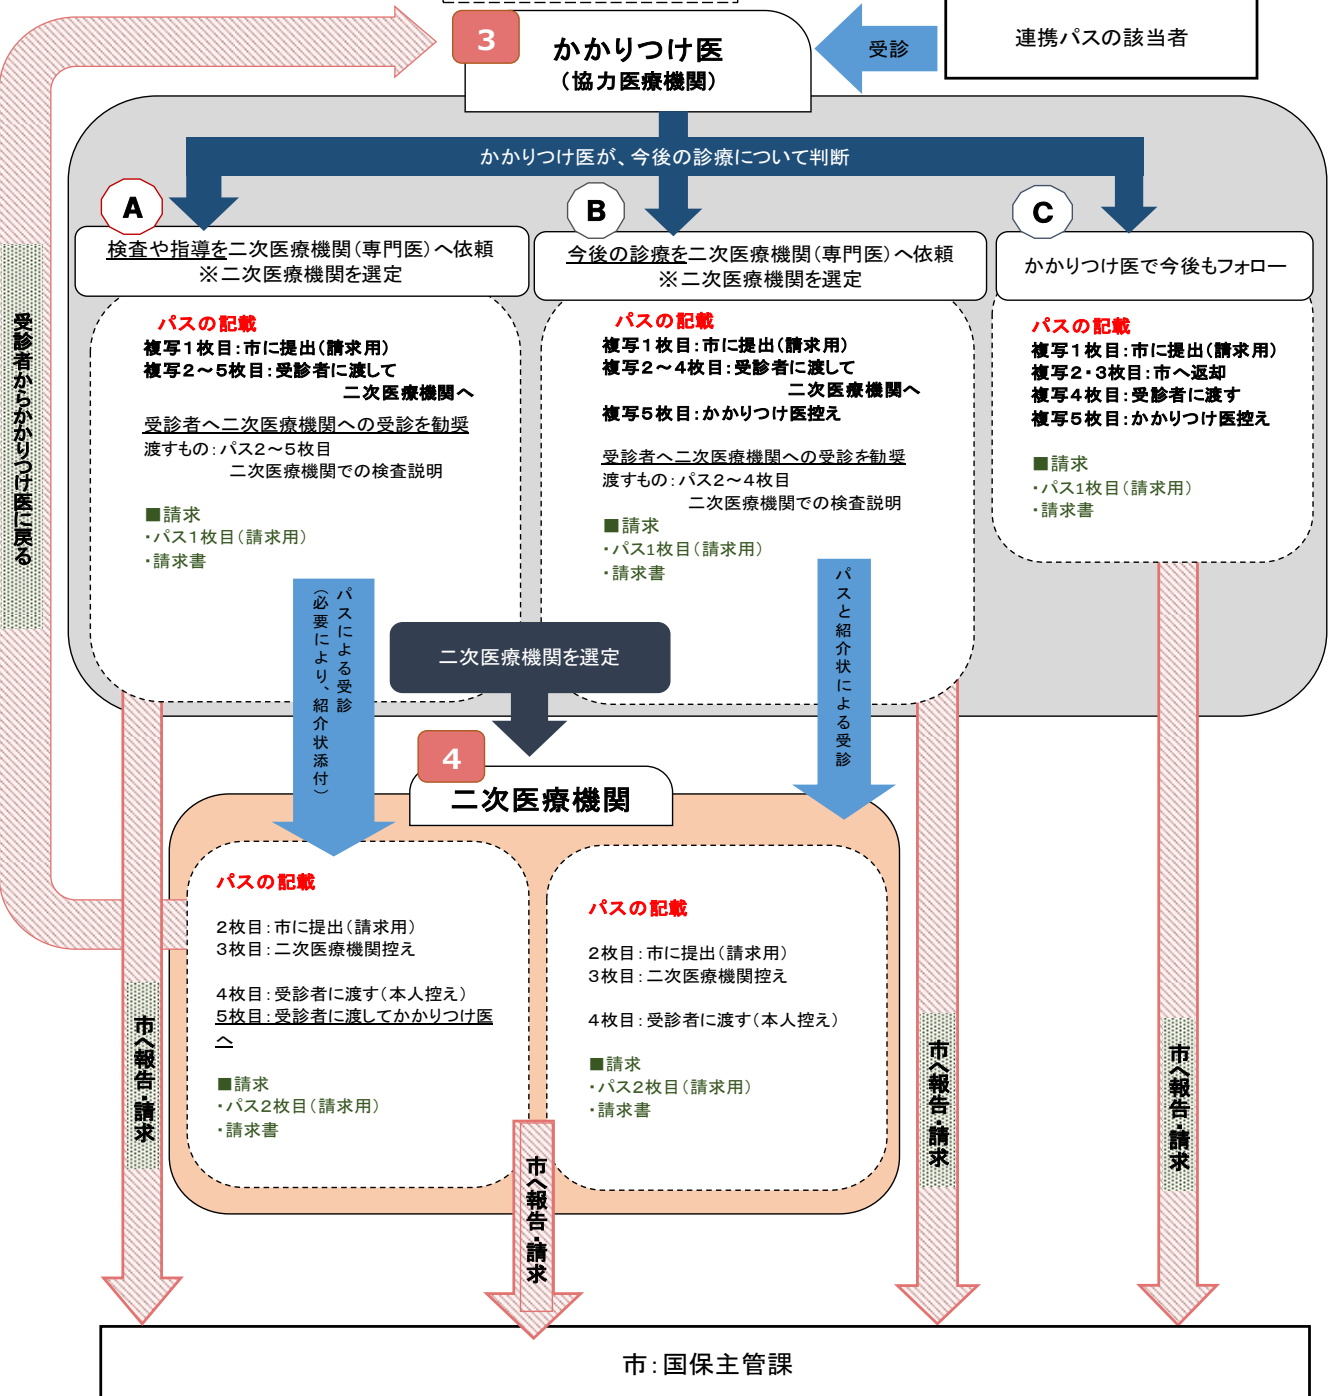 3
かかりつけ医
（協力医療機関）
受診
連携パスの該当者
かかりつけ医が、今後の診療について判断
A
検査や指導を二次医療機関（専門医）へ依頼
※二次医療機関を選定
B
今後の診療を二次医療機関（専門医）へ依頼
※二次医療機関を選定
C
かかりつけ医で今後もフォロー
パスの記載
複写１枚目：市に提出（請求用）
複写２～５枚目：受診者に渡して
二次医療機関へ
受診者へ二次医療機関への受診を勧奨
渡すもの：パス２～５枚目
二次医療機関での検査説明
■請求
・パス１枚目（請求用）
・請求書
パスの記載
複写１枚目：市に提出（請求用）
複写２～４枚目：受診者に渡して
二次医療機関へ
複写５枚目：かかりつけ医控え
受診者へ二次医療機関への受診を勧奨
渡すもの：パス２～４枚目
二次医療機関での検査説明
■請求
・パス1枚目（請求用）
・請求書
パスの記載
複写１枚目：市に提出（請求用）
複写２・３枚目：市へ返却
複写４枚目：受診者に渡す
複写５枚目：かかりつけ医控え
■請求
・パス1枚目（請求用）
・請求書
受診者からかかりつけ医に戻る
パスによる受診
（必要により、紹介状添付）
二次医療機関を選定
パスと紹介状による受診
4
二次医療機関
パスの記載
２枚目：市に提出（請求用）
３枚目：二次医療機関控え
４枚目：受診者に渡す（本人控え）
５枚目：受診者に渡してかかりつけ医
へ
■請求
・パス２枚目（請求用）
・請求書
パスの記載
２枚目：市に提出（請求用）
３枚目：二次医療機関控え
４枚目：受診者に渡す（本人控え）
■請求
・パス２枚目（請求用）
・請求書
市へ報告・請求
市へ報告・請求
市へ報告・請求
市へ報告・請求
市：国保主管課